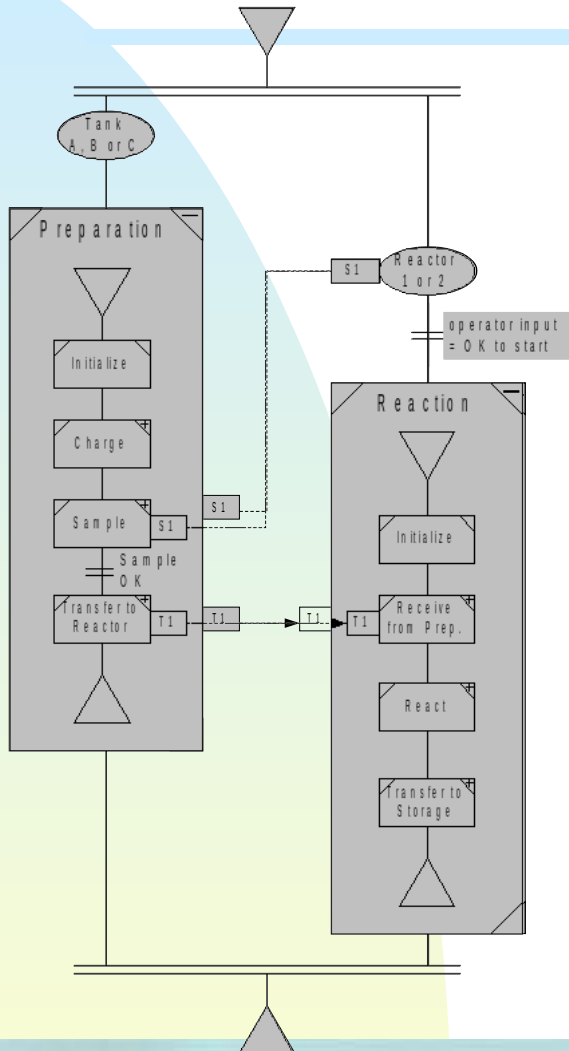 Tank
A, B or C
Preparation
Initialize
Charge
Sample
S1
S1
Sample
OK
Transfer to
Reactor
T1
T1
S1
Reactor
1 or 2
operator input
= OK to start
Reaction
Initialize
T1
T1
Receive
from Prep.
React
Transfer to
Storage